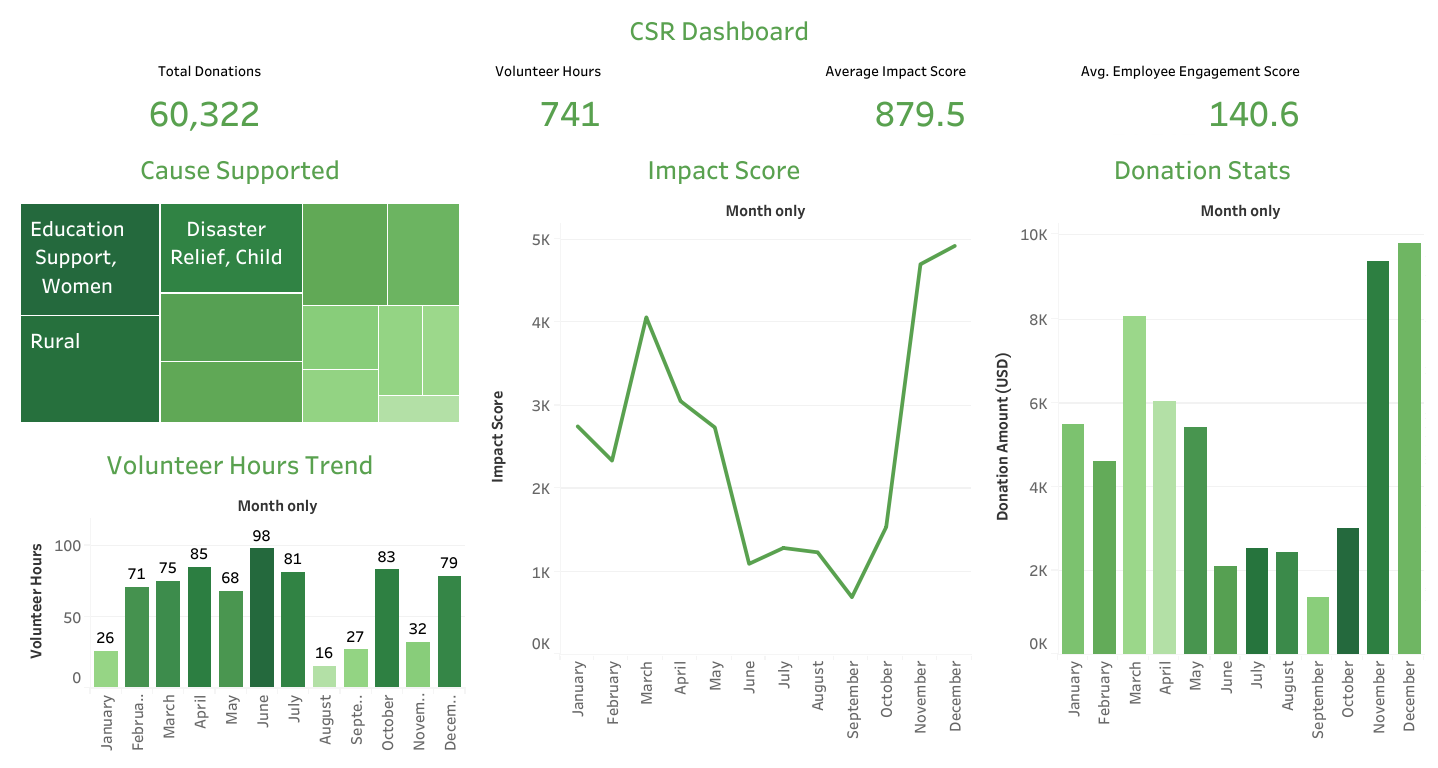 CSR Dashboard
Total Donations
60,322
Volunteer Hours
741
Average Impact Score
879.5
Avg. Employee Engagement Score
140.6
Cause Supported
Education
Support,
Women
Disaster
Relief, Child
Rural
Volunteer Hours Trend
Month only
Volunteer Hours
100
50
0
26
71
75
85
68
98
81
16
27
83
32
79
January
Februa..
March
April
May
June
July
August
Septe..
October
Novem..
Decem..
Impact Score
Month only
Impact Score
5K
4K
3K
2K
1K
0K
January
February
March
April
May
June
July
August
September
October
November
December
Donation Stats
Month only
Donation Amount (USD)
10K
8K
6K
4K
2K
0K
January
February
March
April
May
June
July
August
September
October
November
December